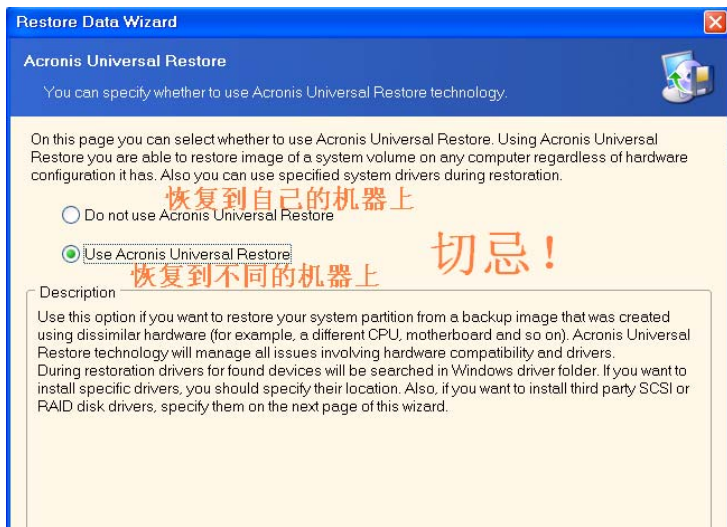 Restore Data Wizard
Acronis Universal Restore
You can specify whether to use Acronis Universal Restore technology.
On this page you can select whether to use Acronis Universal Restore. Using Acronis Universal
Restore you are able to restore image of a system volume on any computer regardless of hardware
configuration it has. Also you can use specified system drivers during restoration.
恢复到自己的机器上
Do not use Acronis Universal Restore
Use Acronis Universal Restore
切忌！
恢复到不同的机器上
Description
Use this option if you want to restore your system partition from a backup image that was created
using dissimilar hardware (for example, a different CPU, motherboard and so on). Acronis Universal
Restore technology will manage all issues involving hardware compatibility and drivers.
During restoration drivers for found devices will be searched in Windows driver folder. If you want to
install specific drivers, you should specify their location. Also, if you want to install third party SCSI or
RAID disk drivers, specify them on the next page of this wizard.